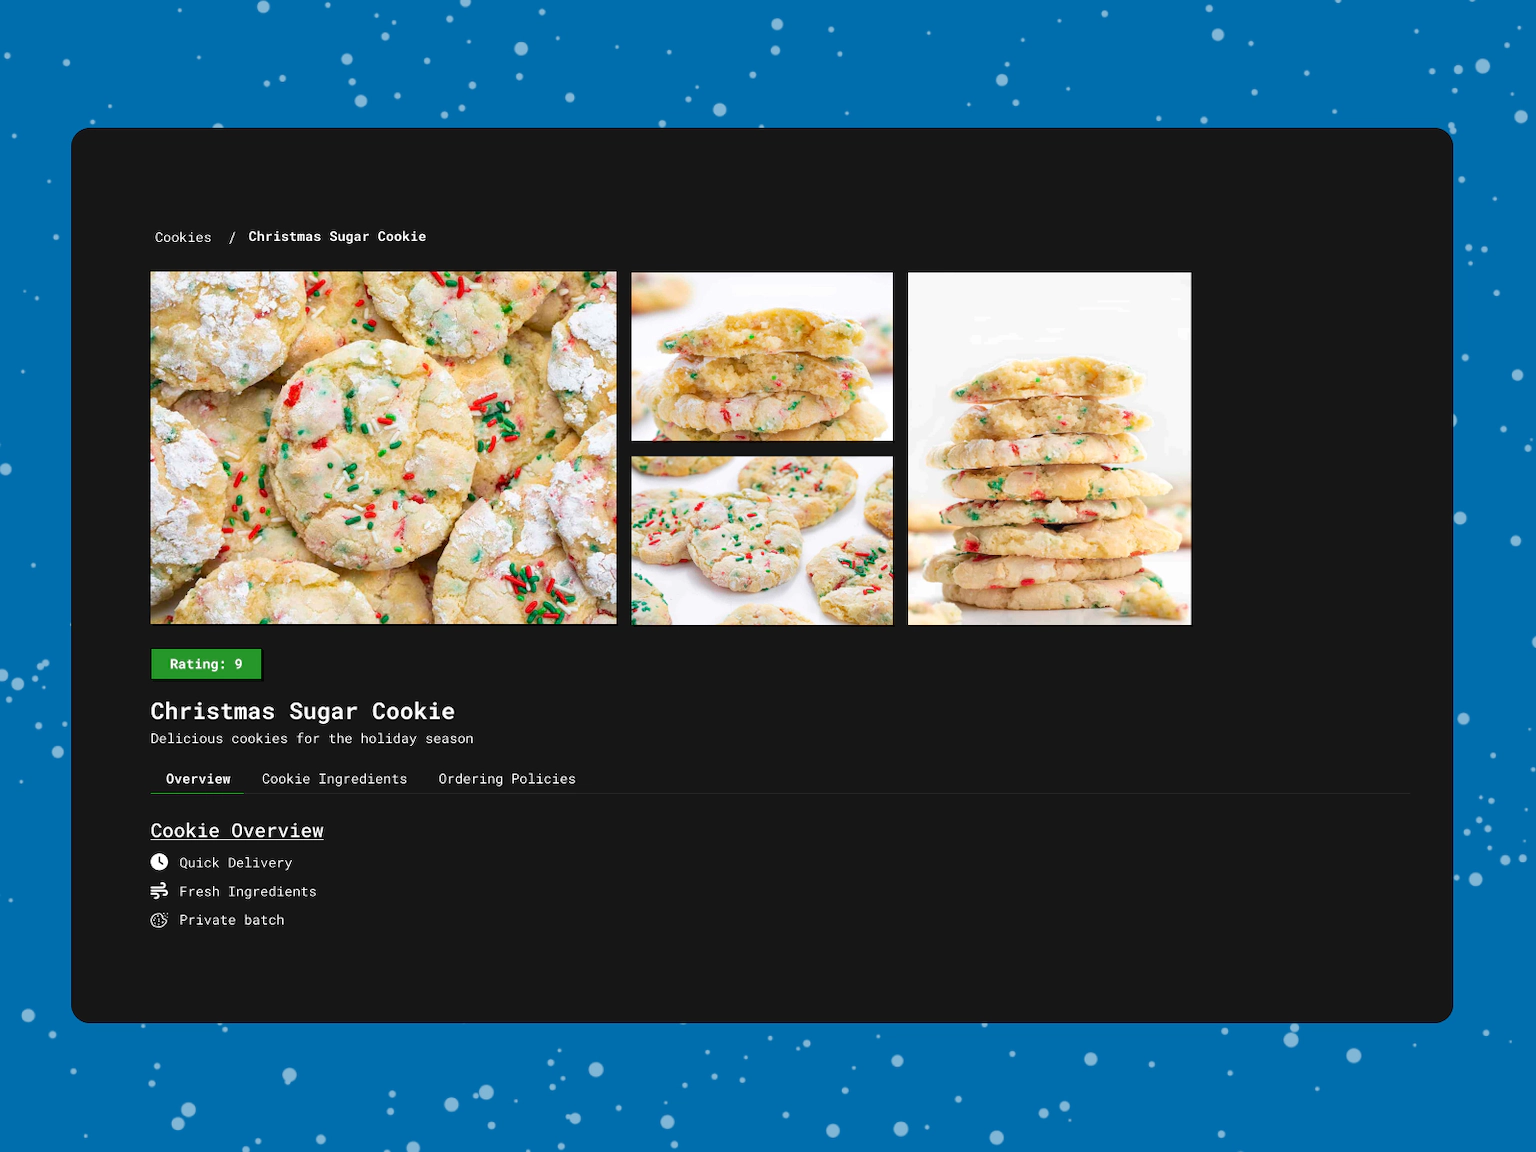 Cookies / Christmas Sugar Cookie
Rating: 9
Christmas Sugar Cookie
Delicious cookies for the holiday season
Overview Cookie Ingredients Ordering Policies
Cookie Overview
Quick Delivery
Fresh Ingredients
Private batch